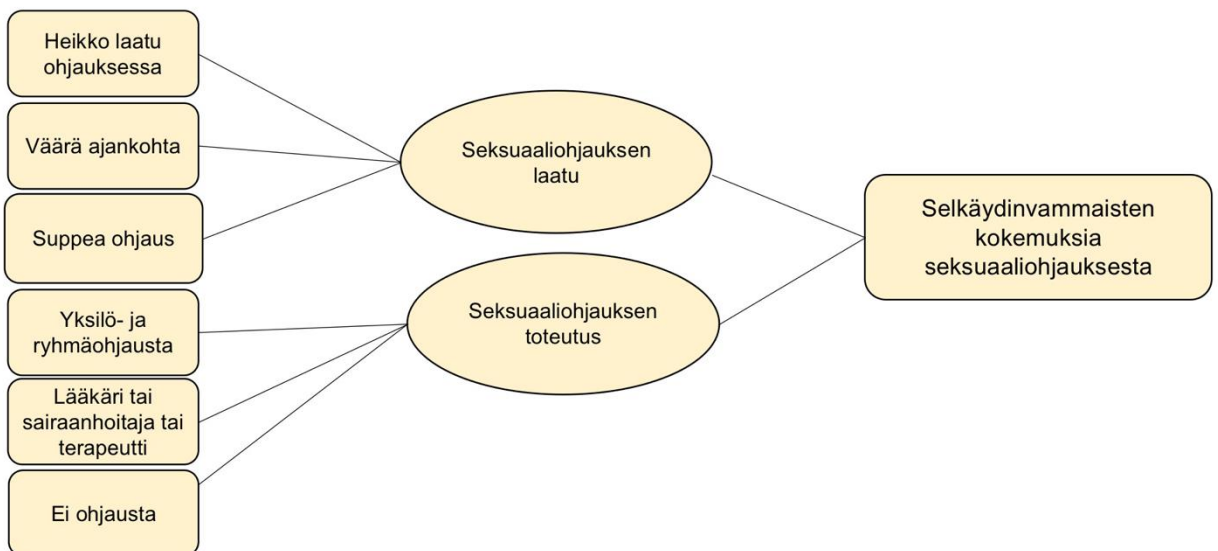 Heikko laatu
ohjauksessa
Väärä ajankohta
Suppea ohjaus
Yksilö- ja
ryhmäohjausta
Lääkäri tai
sairaanhoitaja tai
terapeutti
Ei ohjausta
Seksuaaliohjauksen
laatu
Seksuaaliohjauksen
toteutus
Selkäydinvammaisten
kokemuksia
seksuaaliohjauksesta